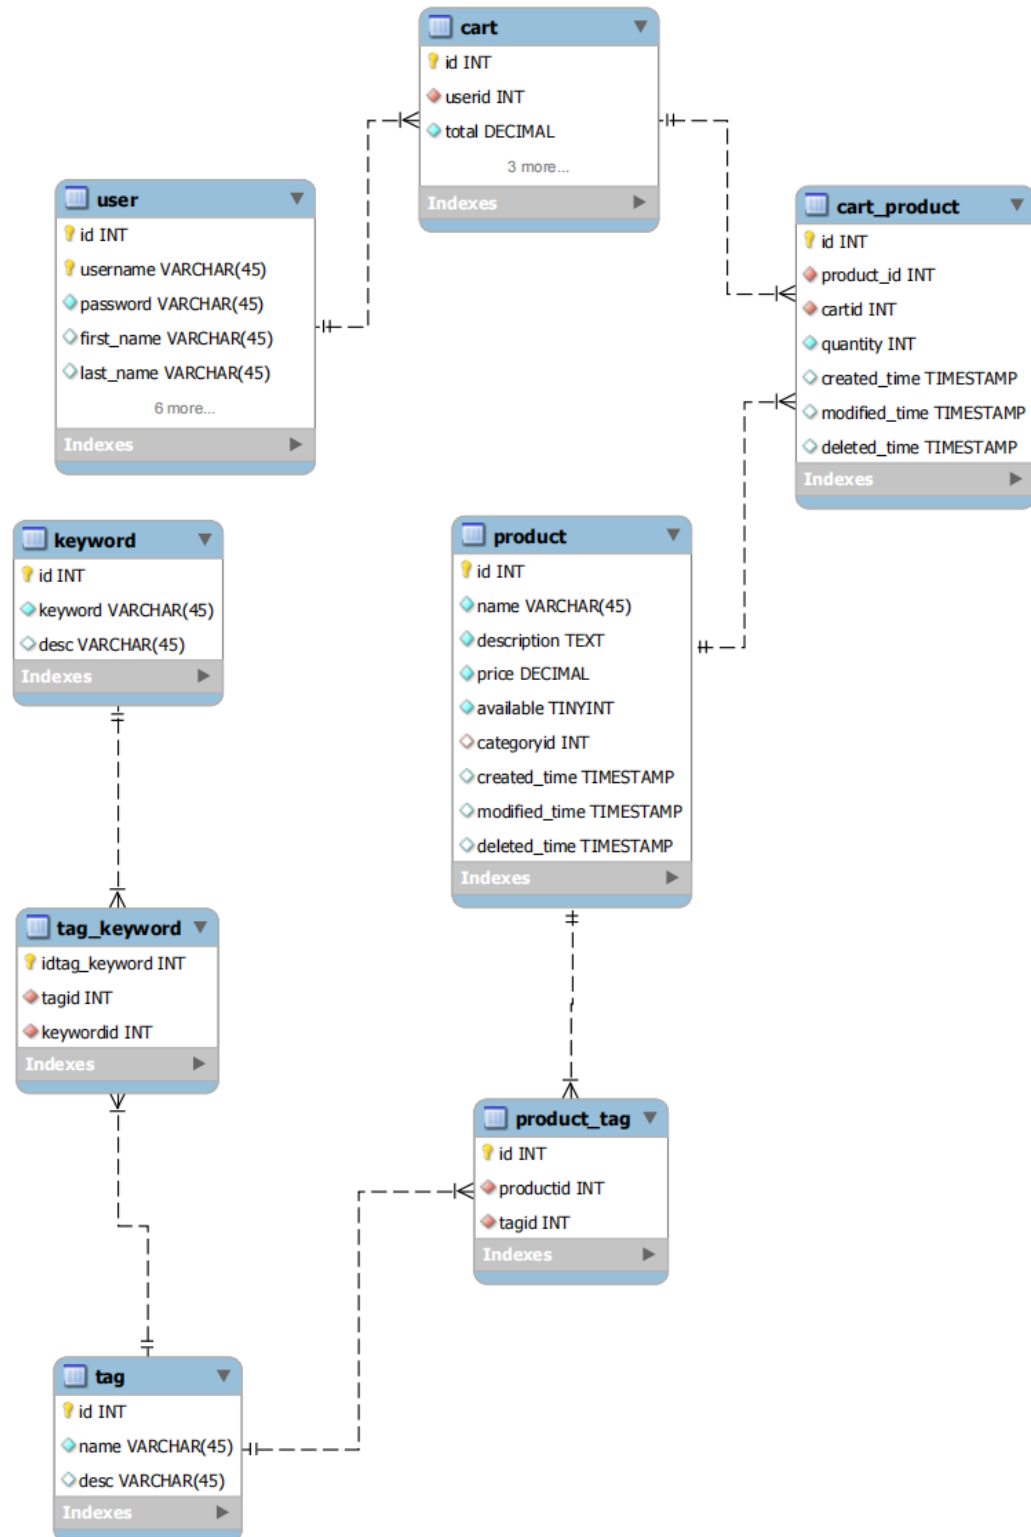 cart
id INT
userid INT
total DECIMAL
3 more...
Indexes
user
id INT
username VARCHAR(45)
password VARCHAR(45)
first_name VARCHAR(45)
last_name VARCHAR(45)
6 more...
Indexes
cart_product
id INT
product_id INT
cartid INT
quantity INT
created_time TIMESTAMP
modified_time TIMESTAMP
deleted_time TIMESTAMP
Indexes
keyword
id INT
keyword VARCHAR(45)
desc VARCHAR(45)
Indexes
product
id INT
name VARCHAR(45)
description TEXT
price DECIMAL
available TINYINT
categoryid INT
created_time TIMESTAMP
modified_time TIMESTAMP
deleted_time TIMESTAMP
Indexes
tag_keyword
idtag_keyword INT
tagid INT
keywordid INT
Indexes
product_tag
id INT
productid INT
tagid INT
Indexes
tag
id INT
name VARCHAR(45)
desc VARCHAR(45)
Indexes